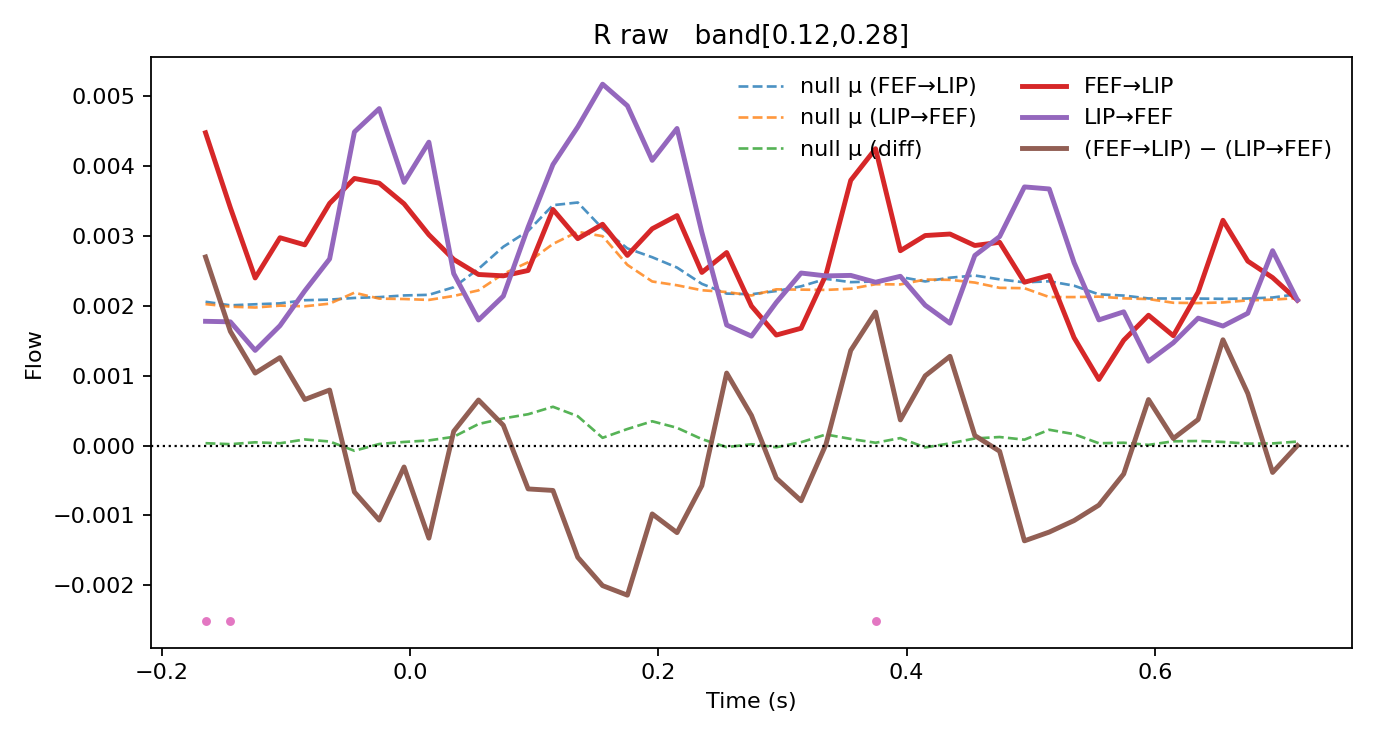 R raw   band[0.12,0.28]
null μ (FEF→LIP)
null μ (LIP→FEF)
null μ (diff)
FEF→LIP
LIP→FEF
(FEF→LIP) − (LIP→FEF)
Flow
0.005
0.004
0.003
0.002
0.001
0.000
−0.001
−0.002
−0.2 0.0 0.2 0.4 0.6
Time (s)